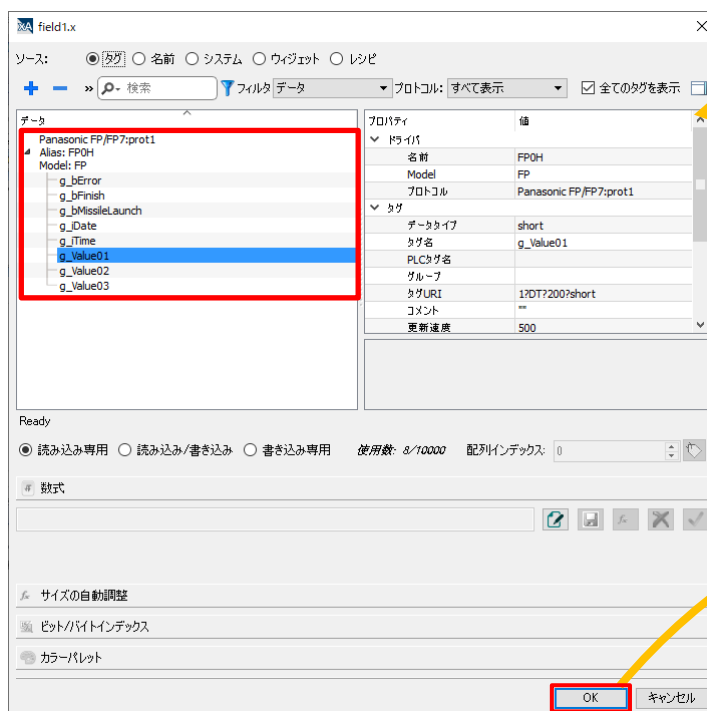 field1.x
ソース: タグ 名前 システム ウィジェット レシピ
» 検索 フィルタ データ プロトコル: すべて表示 全てのタグを表示
データ
Panasonic FP/FP7:prot1
Alias: FP0H
Model: FP
g_bError
g_bFinish
g_bMissileLaunch
g_iDate
g_iTime
g_Value01
g_Value02
g_Value03
プロパティ 値
ドライバ
名前 FP0H
Model FP
プロトコル Panasonic FP/FP7:prot1
タグ
データタイプ short
タグ名 g_Value01
PLCタグ名
グループ
タグURI 1?DT?200?short
コメント ""
更新速度 500
Ready
読み込み専用 読み込み/書き込み 書き込み専用 使用数: 8/10000 配列インデックス: 0
# 数式
fx サイズの自動調整
ビット/バイトインデックス
カラーパレット
OK キャンセル